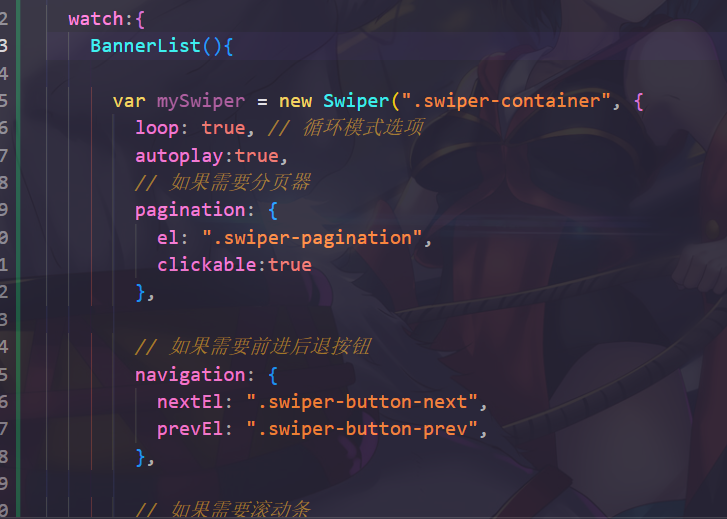 2 watch:{
3 BannerList(){
4
5 var mySwiper = new Swiper(".swiper-container", {
6 loop: true, // 循环模式选项
7 autoplay:true,
8 // 如果需要分页器
9 pagination: {
0 el: ".swiper-pagination",
1 clickable:true
2 },
3
4 // 如果需要前进后退按钮
5 navigation: {
6 nextEl: ".swiper-button-next",
7 prevEl: ".swiper-button-prev",
8 },
9
0 // 如果需要滚动条